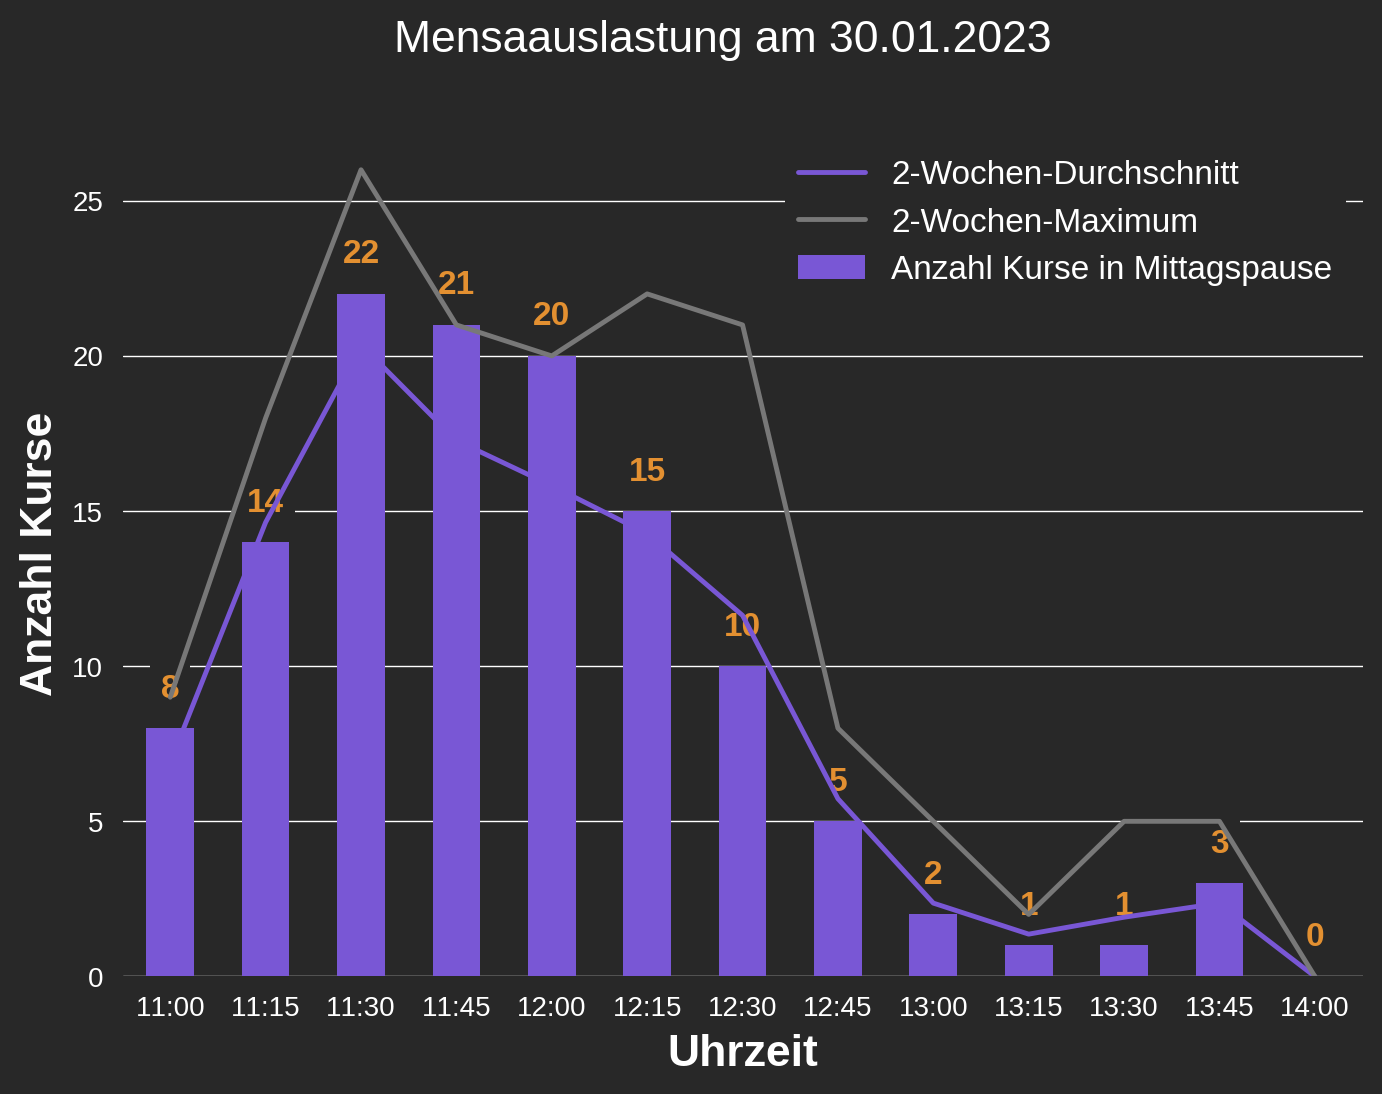 Mensaauslastung am 30.01.2023
2-Wochen-Durchschnitt
2-Wochen-Maximum
Anzahl Kurse in Mittagspause
Anzahl Kurse
25
20
15
10
5
0
8
14
22
21
20
15
10
5
2
1
1
3
0
11:00 11:15 11:30 11:45 12:00 12:15 12:30 12:45 13:00 13:15 13:30 13:45 14:00
Uhrzeit